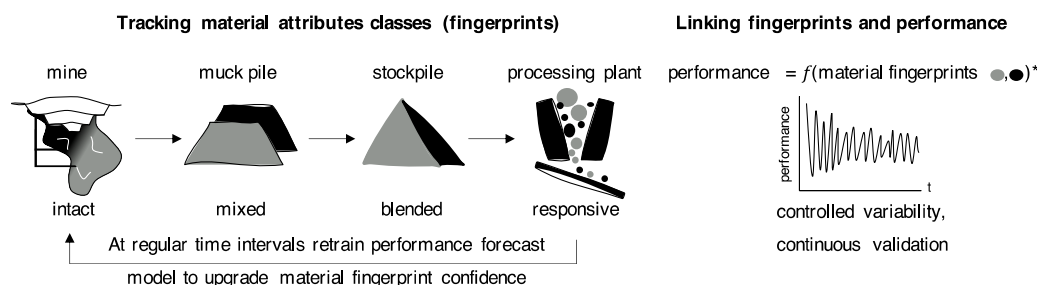 Tracking material attributes classes (fingerprints)
mine
muck pile
stockpile
processing plant
intact
mixed
blended
responsive
At regular time intervals retrain performance forecast
model to upgrade material fingerprint confidence
Linking fingerprints and performance
performance = f(material fingerprints , )*
performance
t
controlled variability,
continuous validation